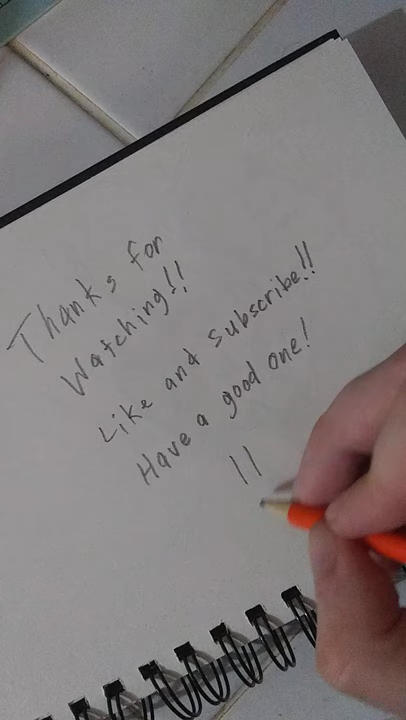 Thanks for
Watching!!
Like and subscribe!!
Have a good one!